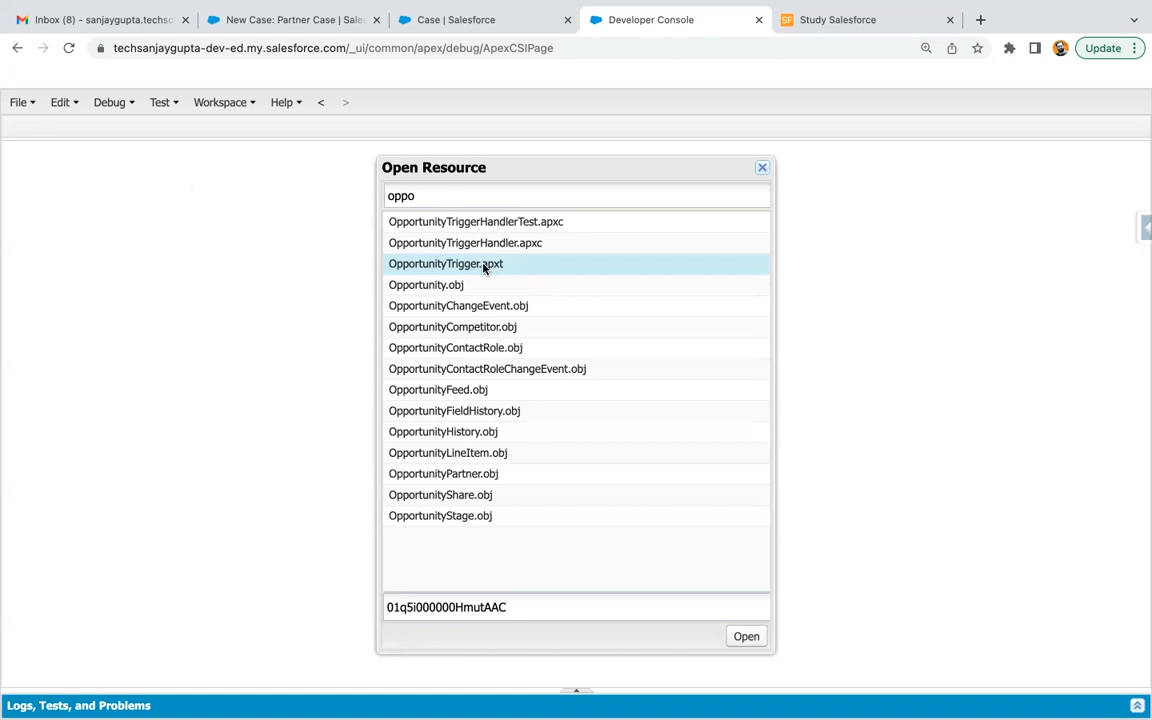 Inbox (8) - sanjaygupta.techsc
New Case: Partner Case | Sales
Case | Salesforce
Developer Console
Study Salesforce
techsanjaygupta-dev-ed.my.salesforce.com/_ui/common/apex/debug/ApexCSIPage
Update
File
Edit
Debug
Test
Workspace
Help
<
>
Open Resource
oppo
OpportunityTriggerHandlerTest.apxc
OpportunityTriggerHandler.apxc
OpportunityTrigger.apxt
Opportunity.obj
OpportunityChangeEvent.obj
OpportunityCompetitor.obj
OpportunityContactRole.obj
OpportunityContactRoleChangeEvent.obj
OpportunityFeed.obj
OpportunityFieldHistory.obj
OpportunityHistory.obj
OpportunityLineItem.obj
OpportunityPartner.obj
OpportunityShare.obj
OpportunityStage.obj
01q5i000000HmutAAC
Open
Logs, Tests, and Problems